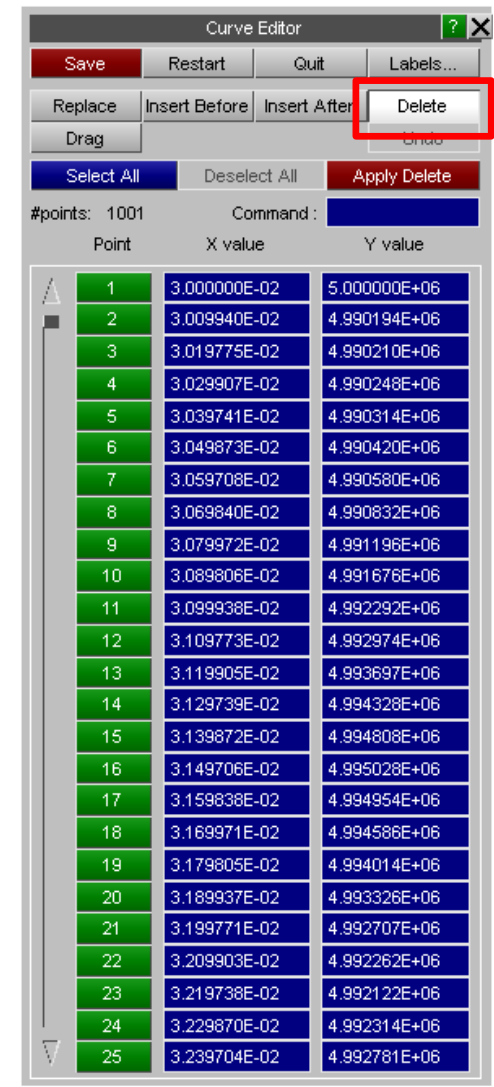 Curve Editor ? X
Save Restart Quit Labels...
Replace Insert Before Insert After Delete
Drag Undo
Select All Deselect All Apply Delete
#points: 1001 Command :
Point X value Y value
1 3.000000E-02 5.000000E+06
2 3.009940E-02 4.990194E+06
3 3.019775E-02 4.990210E+06
4 3.029907E-02 4.990248E+06
5 3.039741E-02 4.990314E+06
6 3.049873E-02 4.990420E+06
7 3.059708E-02 4.990580E+06
8 3.069840E-02 4.990832E+06
9 3.079972E-02 4.991196E+06
10 3.089806E-02 4.991676E+06
11 3.099938E-02 4.992292E+06
12 3.109773E-02 4.992974E+06
13 3.119905E-02 4.993697E+06
14 3.129739E-02 4.994328E+06
15 3.139872E-02 4.994808E+06
16 3.149706E-02 4.995028E+06
17 3.159838E-02 4.994954E+06
18 3.169971E-02 4.994586E+06
19 3.179805E-02 4.994014E+06
20 3.189937E-02 4.993326E+06
21 3.199771E-02 4.992707E+06
22 3.209903E-02 4.992262E+06
23 3.219738E-02 4.992122E+06
24 3.229870E-02 4.992314E+06
25 3.239704E-02 4.992781E+06